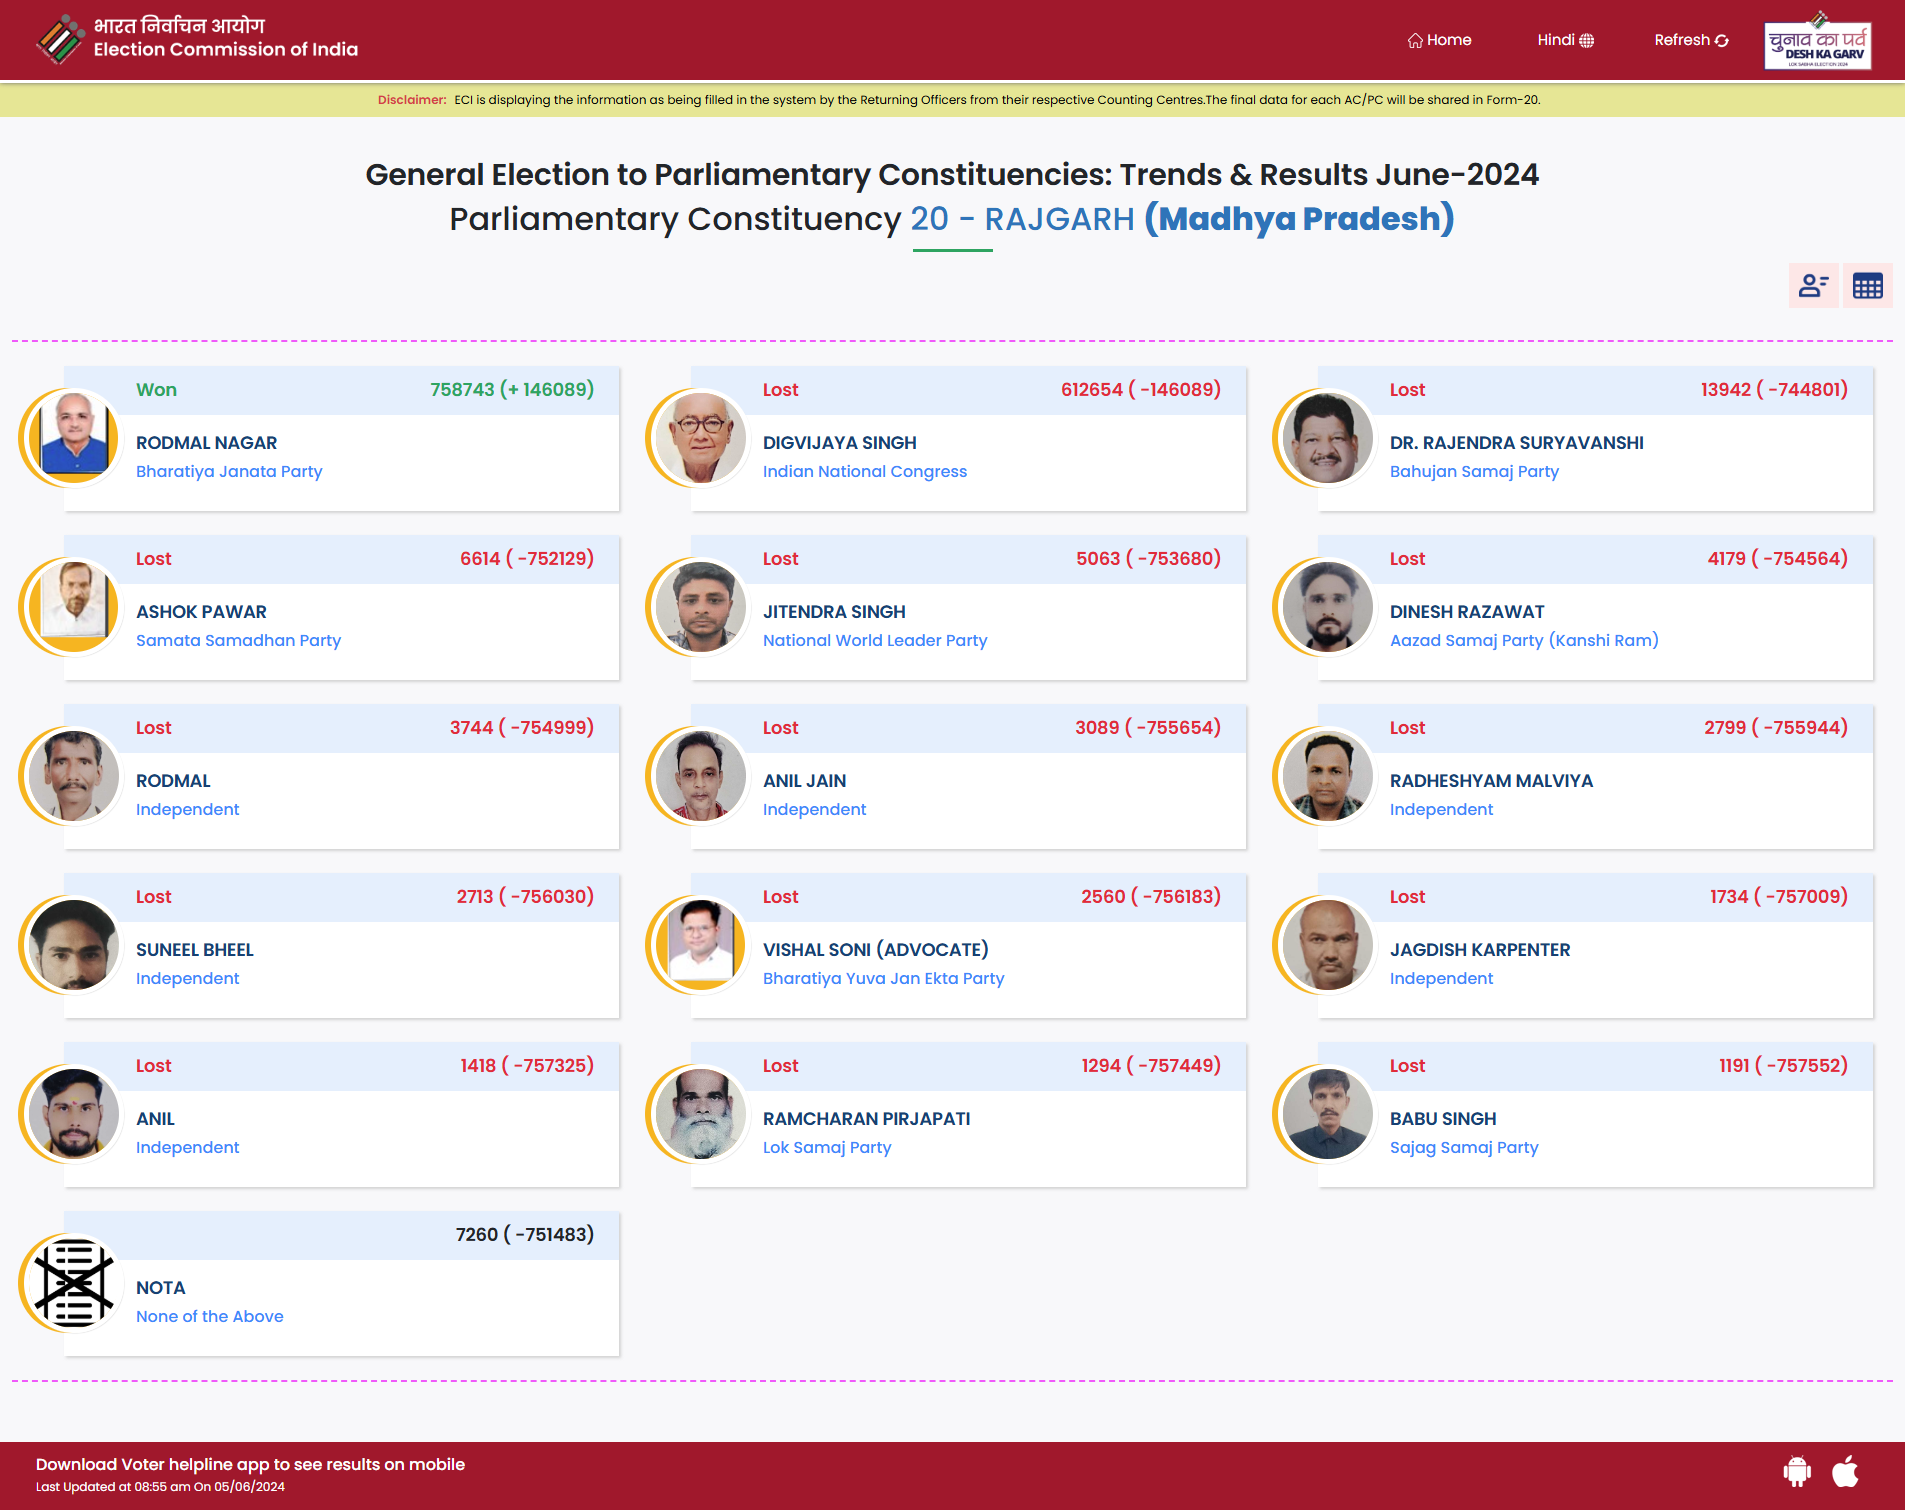 भारत निर्वाचन आयोग
Election Commission of India
Home
Hindi
Refresh
चुनाव का पर्व
DESH KA GARV
LOK SABHA ELECTION 2024
Disclaimer: ECI is displaying the information as being filled in the system by the Returning Officers from their respective Counting Centres.The final data for each AC/PC will be shared in Form-20.
General Election to Parliamentary Constituencies: Trends & Results June-2024
Parliamentary Constituency 20 - RAJGARH (Madhya Pradesh)
Won 758743 (+ 146089)
RODMAL NAGAR
Bharatiya Janata Party
Lost 612654 ( -146089)
DIGVIJAYA SINGH
Indian National Congress
Lost 13942 ( -744801)
DR. RAJENDRA SURYAVANSHI
Bahujan Samaj Party
Lost 6614 ( -752129)
ASHOK PAWAR
Samata Samadhan Party
Lost 5063 ( -753680)
JITENDRA SINGH
National World Leader Party
Lost 4179 ( -754564)
DINESH RAZAWAT
Aazad Samaj Party (Kanshi Ram)
Lost 3744 ( -754999)
RODMAL
Independent
Lost 3089 ( -755654)
ANIL JAIN
Independent
Lost 2799 ( -755944)
RADHESHYAM MALVIYA
Independent
Lost 2713 ( -756030)
SUNEEL BHEEL
Independent
Lost 2560 ( -756183)
VISHAL SONI (ADVOCATE)
Bharatiya Yuva Jan Ekta Party
Lost 1734 ( -757009)
JAGDISH KARPENTER
Independent
Lost 1418 ( -757325)
ANIL
Independent
Lost 1294 ( -757449)
RAMCHARAN PIRJAPATI
Lok Samaj Party
Lost 1191 ( -757552)
BABU SINGH
Sajag Samaj Party
7260 ( -751483)
NOTA
None of the Above
Download Voter helpline app to see results on mobile
Last Updated at 08:55 am On 05/06/2024